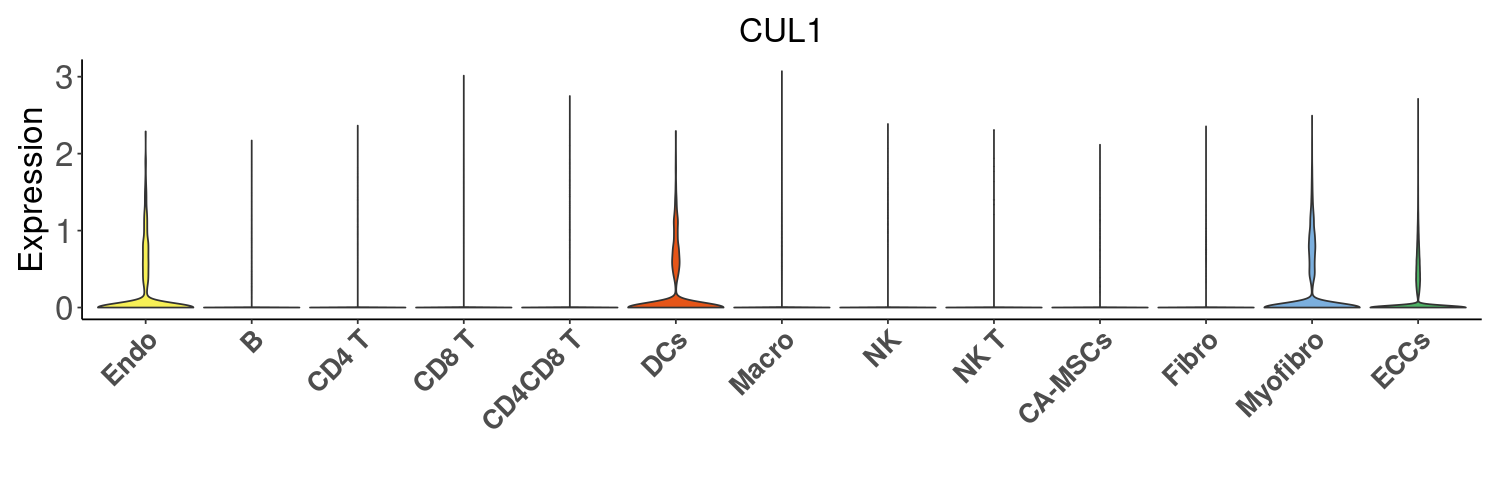 CUL1
Expression
3
2
1
0
Endo
B
CD4 T
CD8 T
CD4CD8 T
DCs
Macro
NK
NK T
CA-MSCs
Fibro
Myofibro
ECCs